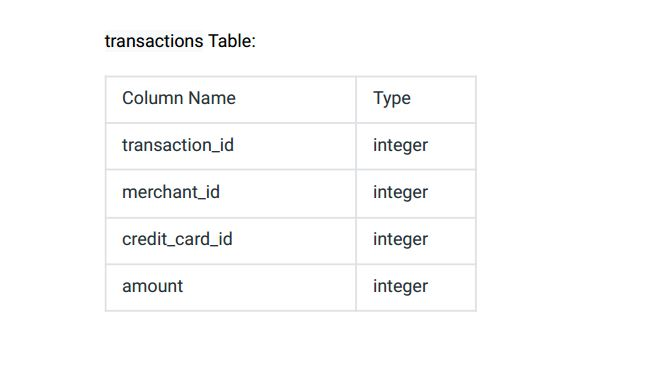 transactions Table:
Column Name Type
transaction_id integer
merchant_id integer
credit_card_id integer
amount integer